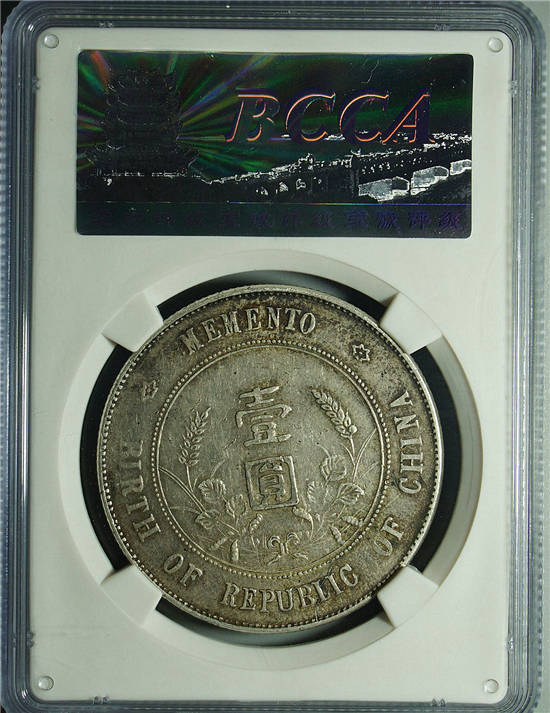 BCCA
MEMENTO
壹
圓
BIRTH OF REPUBLIC OF CHINA